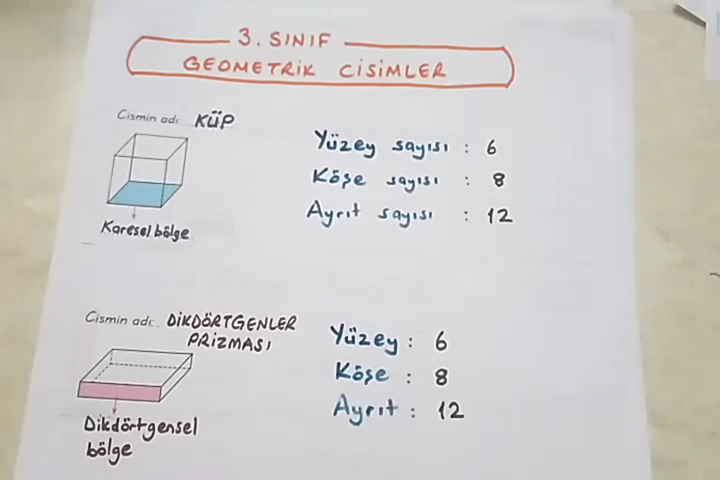 3. SINIF
GEOMETRİK CİSİMLER
Cismin adı: KÜP
Yüzey sayısı : 6
Köşe sayısı : 8
Ayrıt sayısı : 12
Karesel bölge
Cismin adı: DİKDÖRTGENLER
PRİZMASI
Yüzey : 6
Köşe : 8
Ayrıt : 12
Dikdörtgensel
bölge